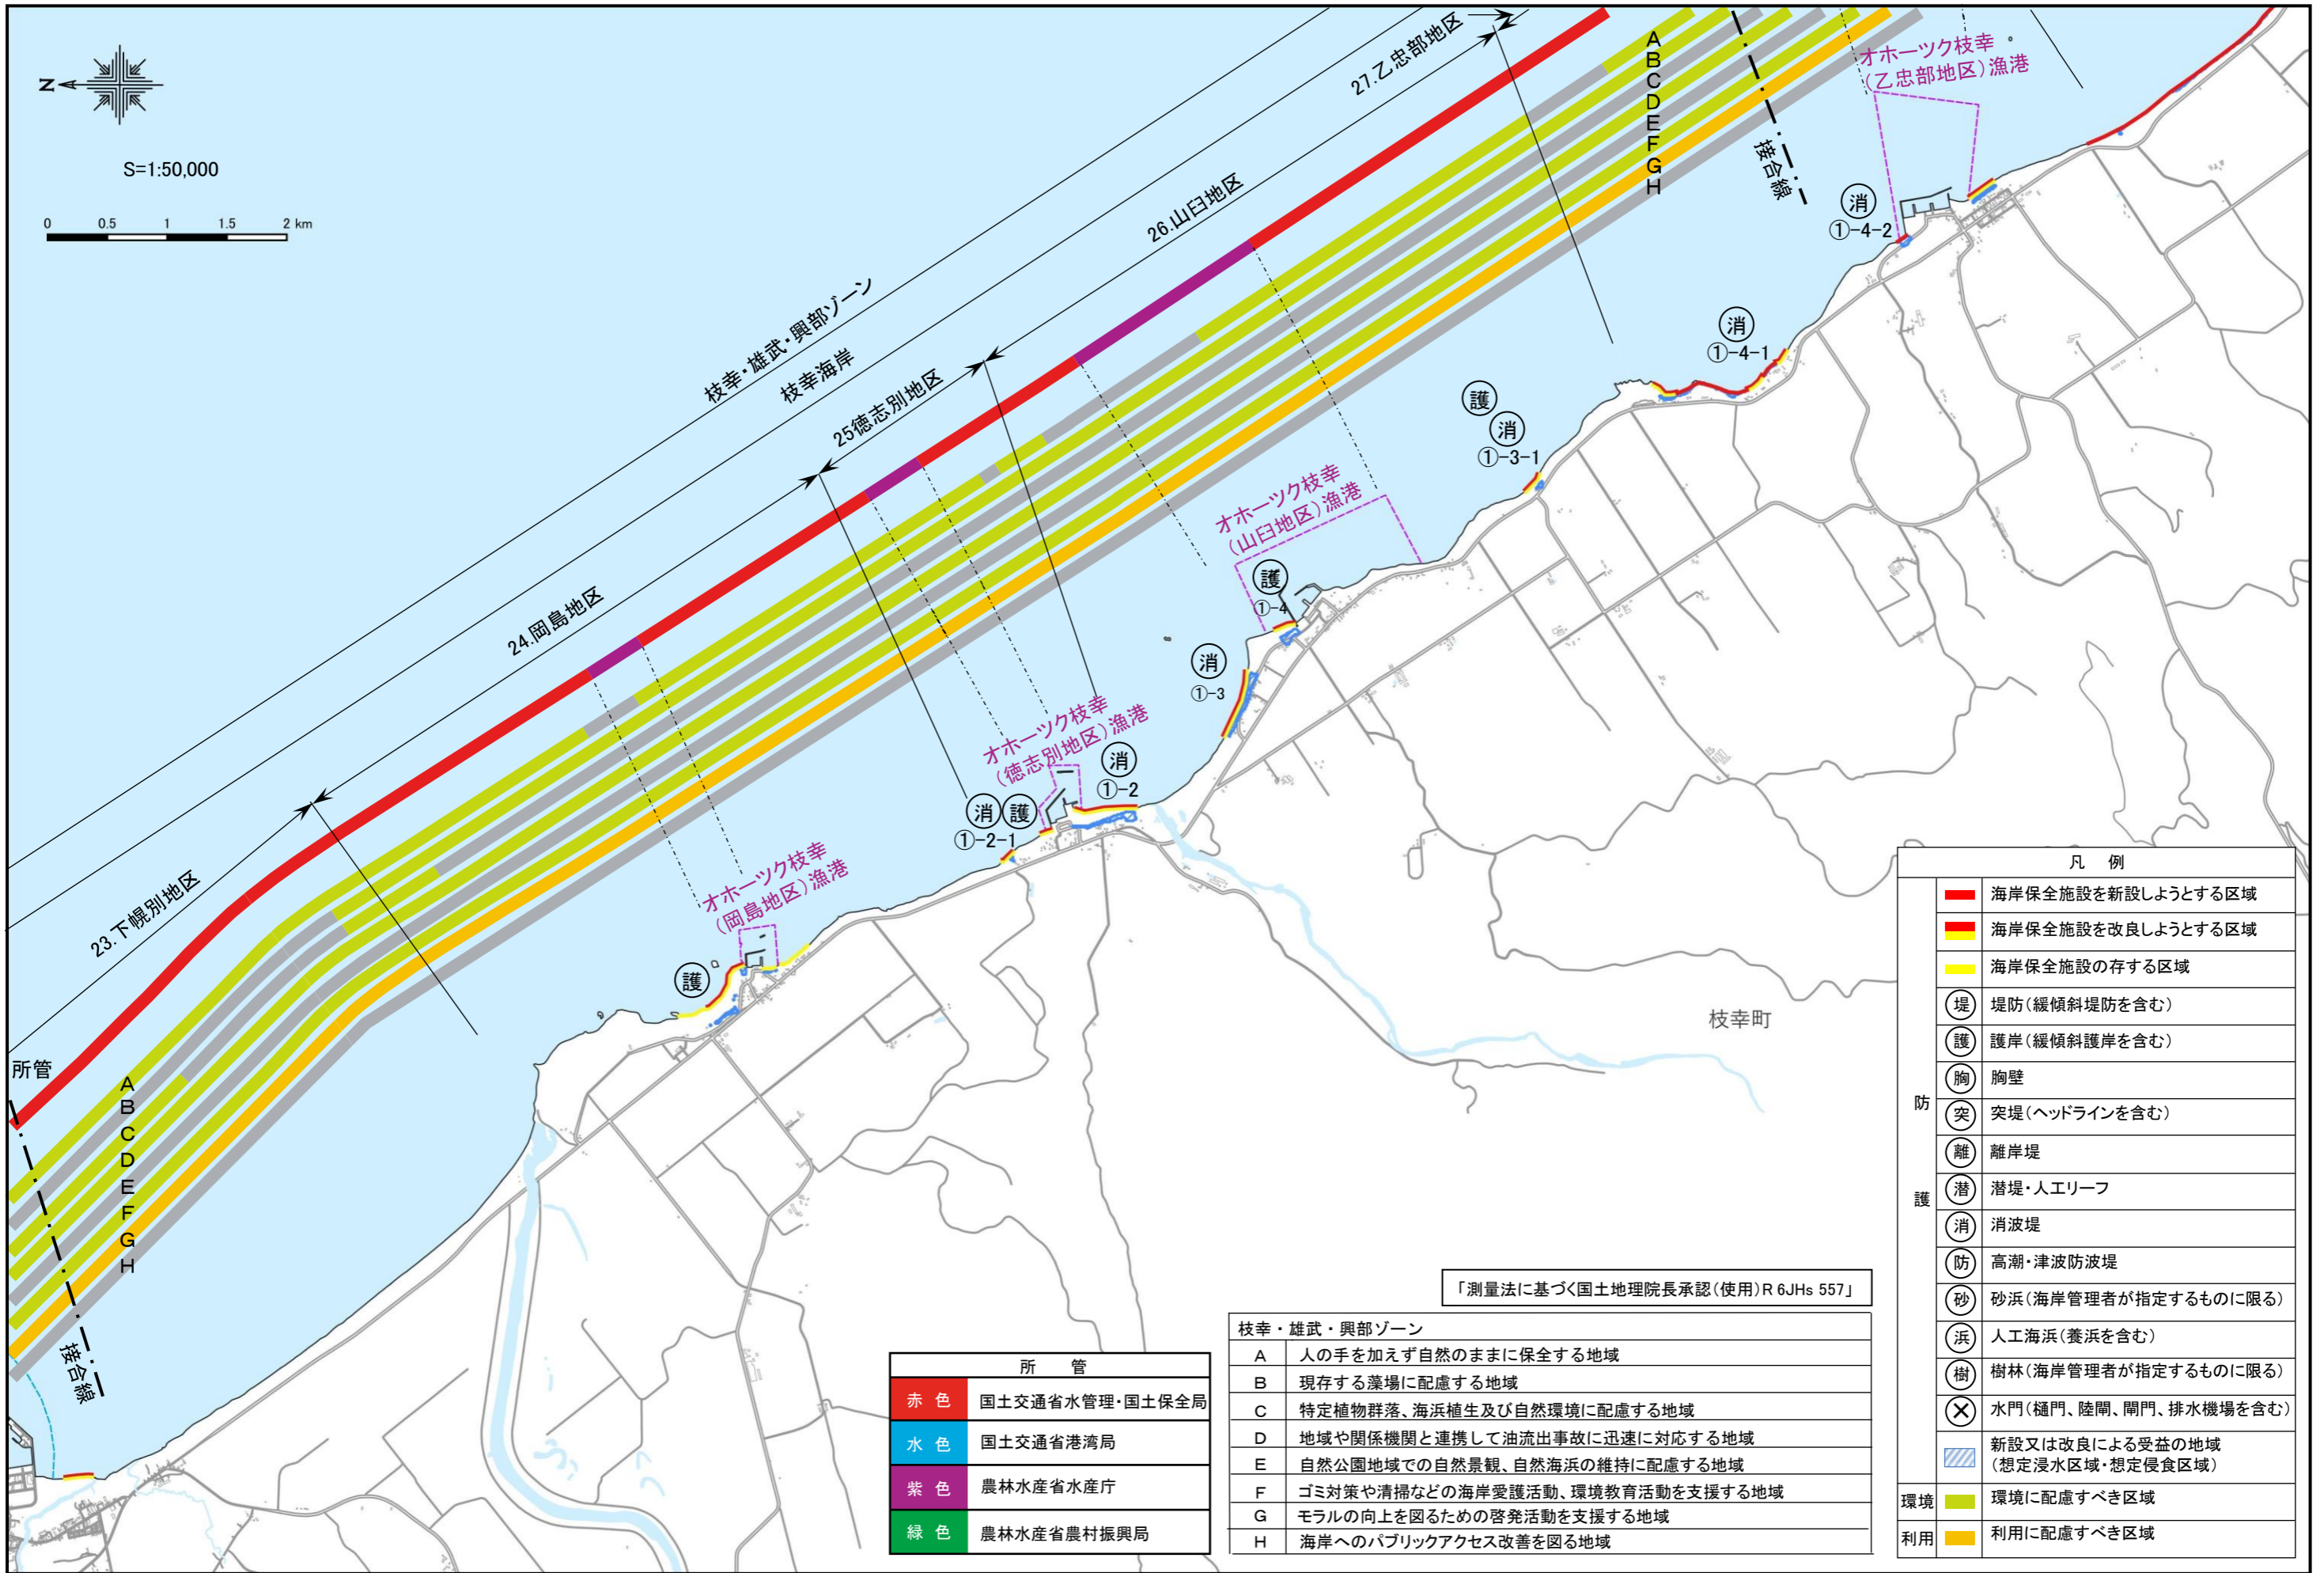 N
S=1:50,000
0 0.5 1 1.5 2 km
枝幸・雄武・興部ゾーン
枝幸海岸
23.下幌別地区
24.岡島地区
25徳志別地区
26.山臼地区
27.乙忠部地区
所管
A
B
C
D
E
F
G
H
接合線
A
B
C
D
E
F
G
H
接合線
オホーツク枝幸
(乙忠部地区)漁港
消
①-4-2
消
①-4-1
護
消
①-3-1
オホーツク枝幸
(山臼地区)漁港
護
①-4
消
①-3
オホーツク枝幸
(徳志別地区)漁港
消
①-2
消 護
①-2-1
オホーツク枝幸
(岡島地区)漁港
護
枝幸町
「測量法に基づく国土地理院長承認(使用)R 6JHs 557」
所 管
赤 色 国土交通省水管理・国土保全局
水 色 国土交通省港湾局
紫 色 農林水産省水産庁
緑 色 農林水産省農村振興局
枝幸・雄武・興部ゾーン
A 人の手を加えず自然のままに保全する地域
B 現存する藻場に配慮する地域
C 特定植物群落、海浜植生及び自然環境に配慮する地域
D 地域や関係機関と連携して油流出事故に迅速に対応する地域
E 自然公園地域での自然景観、自然海浜の維持に配慮する地域
F ゴミ対策や清掃などの海岸愛護活動、環境教育活動を支援する地域
G モラルの向上を図るための啓発活動を支援する地域
H 海岸へのパブリックアクセス改善を図る地域
凡 例
防護
海岸保全施設を新設しようとする区域
海岸保全施設を改良しようとする区域
海岸保全施設の存する区域
堤 堤防(緩傾斜堤防を含む)
護 護岸(緩傾斜護岸を含む)
胸 胸壁
突 突堤(ヘッドラインを含む)
離 離岸堤
潜 潜堤・人工リーフ
消 消波堤
防 高潮・津波防波堤
砂 砂浜(海岸管理者が指定するものに限る)
浜 人工海浜(養浜を含む)
樹 樹林(海岸管理者が指定するものに限る)
水門(樋門、陸閘、閘門、排水機場を含む)
新設又は改良による受益の地域
(想定浸水区域・想定侵食区域)
環境 環境に配慮すべき区域
利用 利用に配慮すべき区域